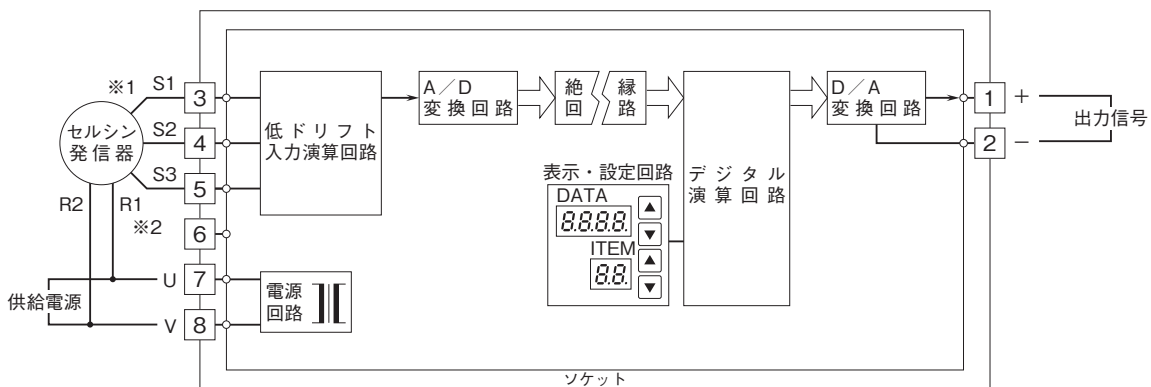 ※1
S1
3
S2
4
S3
5
セルシン
発信器
R2
R1
※2
6
供給電源
U
7
V
8
低ドリフト
入力演算回路
A/D
変換回路
絶縁
回路
デジタル
演算回路
D/A
変換回路
表示・設定回路
DATA
8.8.8.8.
▲
▼
ITEM
8.8.
▲
▼
電源
回路
1
+
2
−
出力信号
ソケット